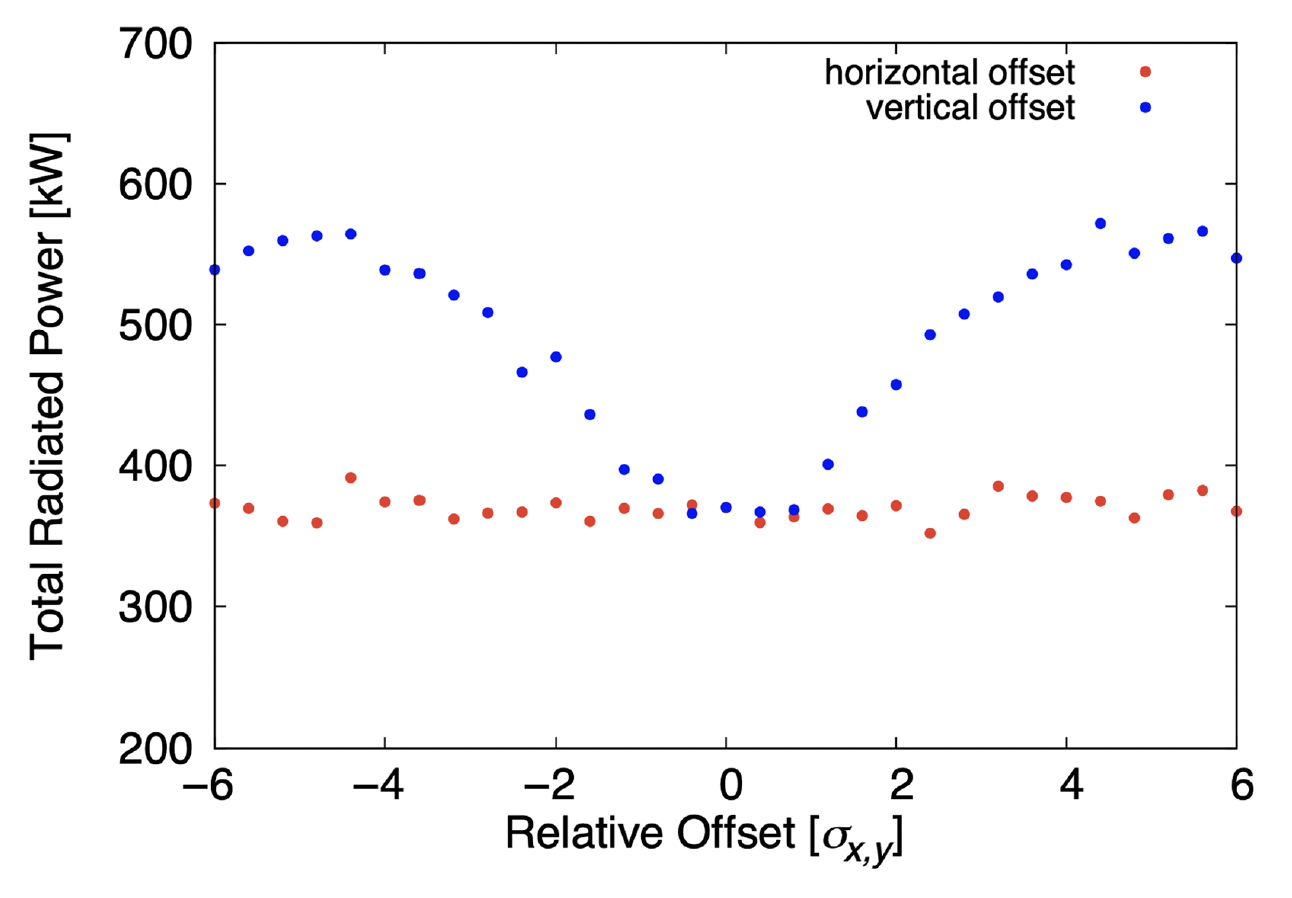 700
horizontal offset
vertical offset
600
500
400
300
200
Total Radiated Power [kW]
−6 −4 −2 0 2 4 6
Relative Offset [σx,y]